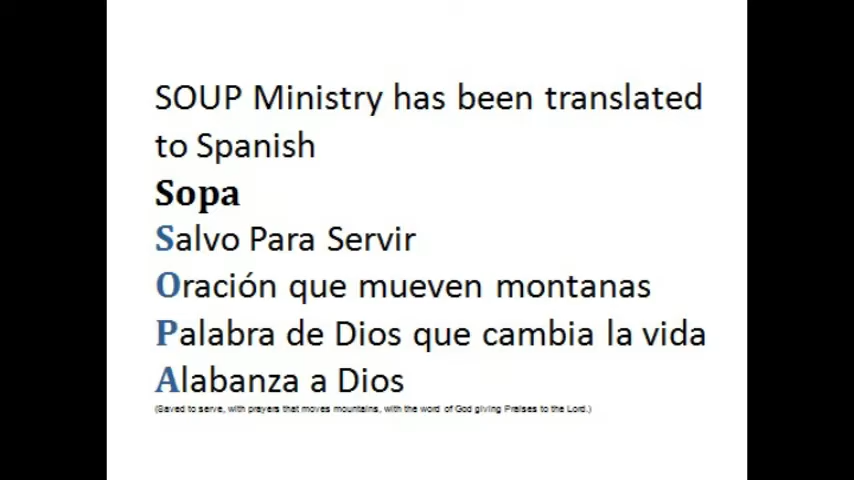 SOUP Ministry has been translated
to Spanish
Sopa
Salvo Para Servir
Oración que mueven montanas
Palabra de Dios que cambia la vida
Alabanza a Dios
(Saved to serve, with prayers that moves mountains, with the word of God giving Praises to the Lord.)